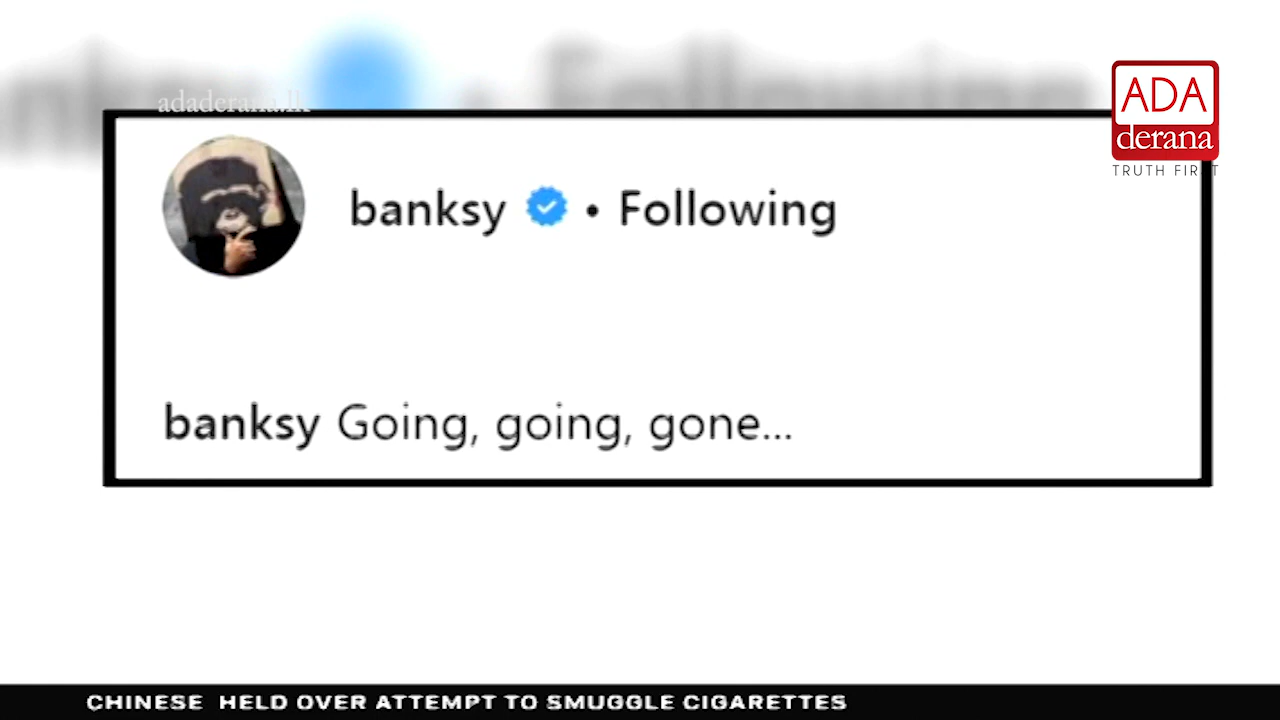 adaderana.lk
ADA
derana
TRUTH FIRST
banksy • Following
banksy Going, going, gone...
CHINESE HELD OVER ATTEMPT TO SMUGGLE CIGARETTES